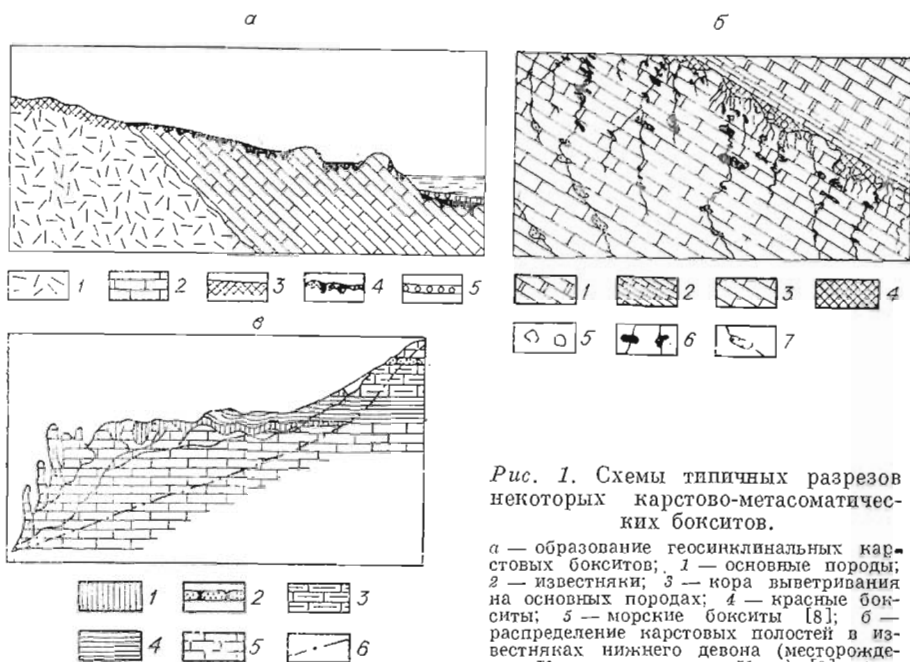 а
б
1 2 3 4 5
1 2 3 4
5 6 7
в
1 2 3
4 5 6
Рис. 1. Схемы типичных разрезов
некоторых карстово-метасоматичес-
ких бокситов.
а — образование геосинклинальных кар-
стовых бокситов; 1 — основные породы;
2 — известняки; 3 — кора выветривания
на основных породах; 4 — красные бок-
ситы; 5 — морские бокситы [8]; б —
распределение карстовых полостей в из-
вестняках нижнего девона (месторожде-